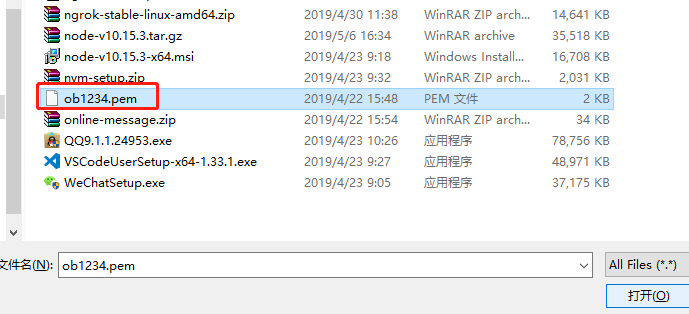 ngrok-stable-linux-amd64.zip 2019/4/30 11:38 WinRAR ZIP arch... 14,641 KB
node-v10.15.3.tar.gz 2019/5/6 16:34 WinRAR archive 35,518 KB
node-v10.15.3-x64.msi 2019/4/23 9:18 Windows Install... 16,708 KB
nvm-setup.zip 2019/4/23 9:32 WinRAR ZIP arch... 2,031 KB
ob1234.pem 2019/4/22 15:48 PEM 文件 2 KB
online-message.zip 2019/4/22 15:55 WinRAR ZIP arch... 34 KB
QQ9.1.1.24953.exe 2019/4/23 10:26 应用程序 78,756 KB
VSCodeUserSetup-x64-1.33.1.exe 2019/4/23 9:27 应用程序 48,971 KB
WeChatSetup.exe 2019/4/23 9:05 应用程序 37,175 KB
文件名(N): ob1234.pem All Files (*.*)
打开(O)